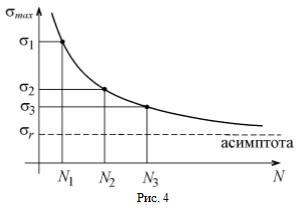 σmax
σ1
σ2
σ3
σr
асимптота
N1 N2 N3 N
Рис. 4